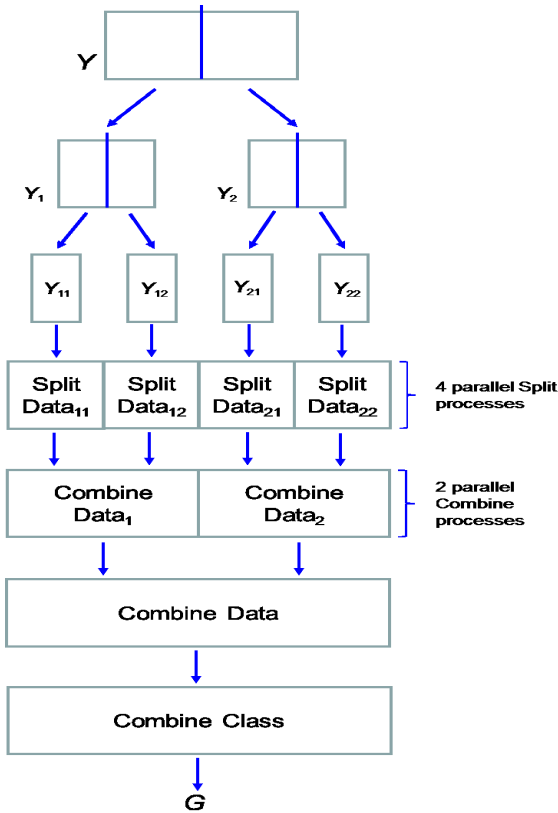 Y
Y1 Y2
Y11 Y12 Y21 Y22
Split Data11 Split Data12 Split Data21 Split Data22
4 parallel Split
processes
Combine Data1 Combine Data2
2 parallel
Combine
processes
Combine Data
Combine Class
G